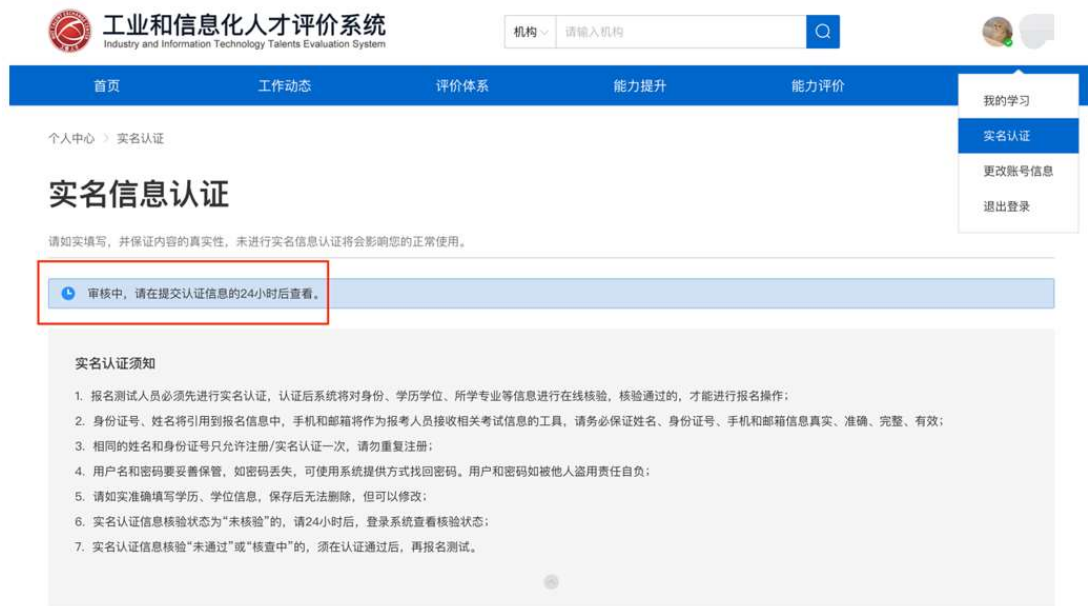 工业和信息化人才评价系统
Industry and Information Technology Talents Evaluation System
机构 请输入机构
首页 工作动态 评价体系 能力提升 能力评价
我的学习
实名认证
更改账号信息
退出登录
个人中心 > 实名认证
实名信息认证
请如实填写，并保证内容的真实性，未进行实名信息认证将会影响您的正常使用。
审核中，请在提交认证信息的24小时后查看。
实名认证须知
1. 报名测试人员必须先进行实名认证，认证后系统将对身份、学历学位、所学专业等信息进行在线核验，核验通过的，才能进行报名操作；
2. 身份证号、姓名将引用到报名信息中，手机和邮箱将作为报考人员接收相关考试信息的工具，请务必保证姓名、身份证号、手机和邮箱信息真实、准确、完整、有效；
3. 相同的姓名和身份证号只允许注册/实名认证一次，请勿重复注册；
4. 用户名和密码要妥善保管，如密码丢失，可使用系统提供方式找回密码。用户和密码如被他人盗用责任自负；
5. 请如实准确填写学历、学位信息，保存后无法删除，但可以修改；
6. 实名认证信息核验状态为“未核验”的，请24小时后，登录系统查看核验状态；
7. 实名认证信息核验“未通过”或“核查中”的，须在认证通过后，再报名测试。